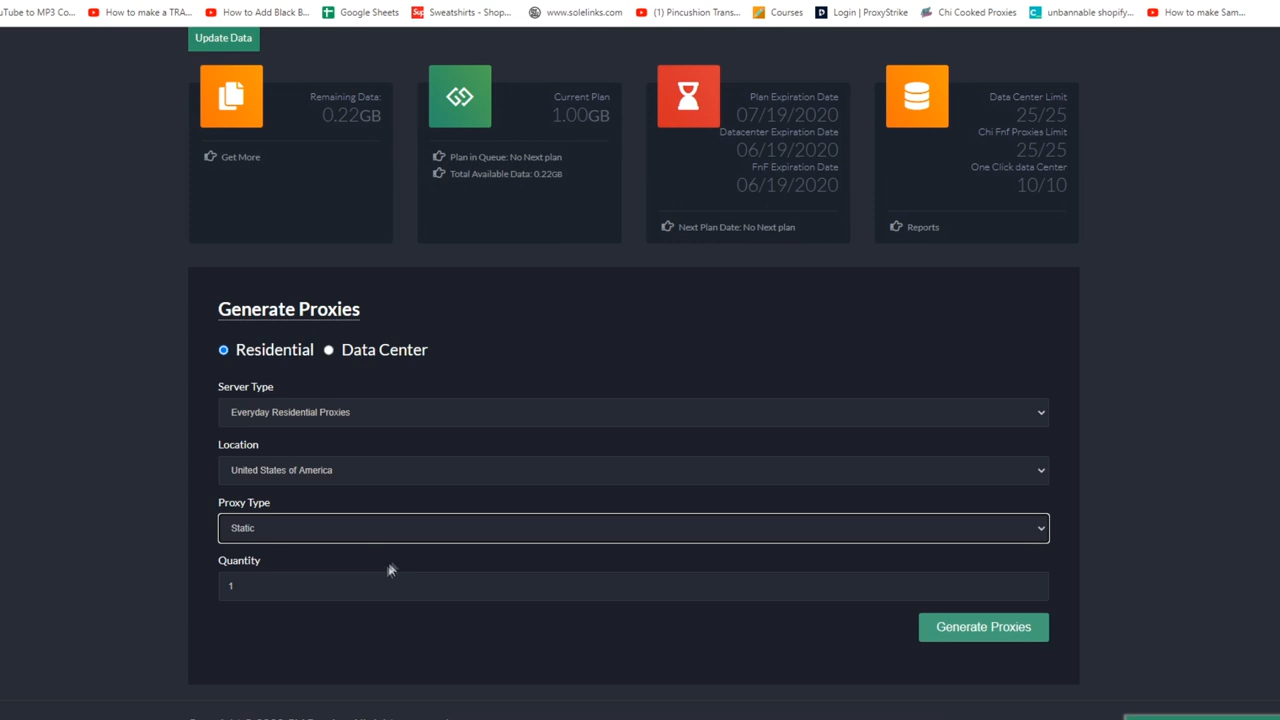 uTube to MP3 Co... How to make a TRA... How to Add Black B... Google Sheets Sweatshirts - Shop... www.solelinks.com (1) Pincushion Trans... Courses Login | ProxyStrike Chi Cooked Proxies unbannable shopify... How to make Sam...
Update Data
Remaining Data:
0.22GB
Get More
Current Plan
1.00GB
Plan in Queue: No Next plan
Total Available Data: 0.22GB
Plan Expiration Date
07/19/2020
Datacenter Expiration Date
06/19/2020
FnF Expiration Date
06/19/2020
Next Plan Date: No Next plan
Data Center Limit
25/25
Chi Fnf Proxies Limit
25/25
One Click data Center
10/10
Reports
Generate Proxies
Residential Data Center
Server Type
Everyday Residential Proxies
Location
United States of America
Proxy Type
Static
Quantity
1
Generate Proxies